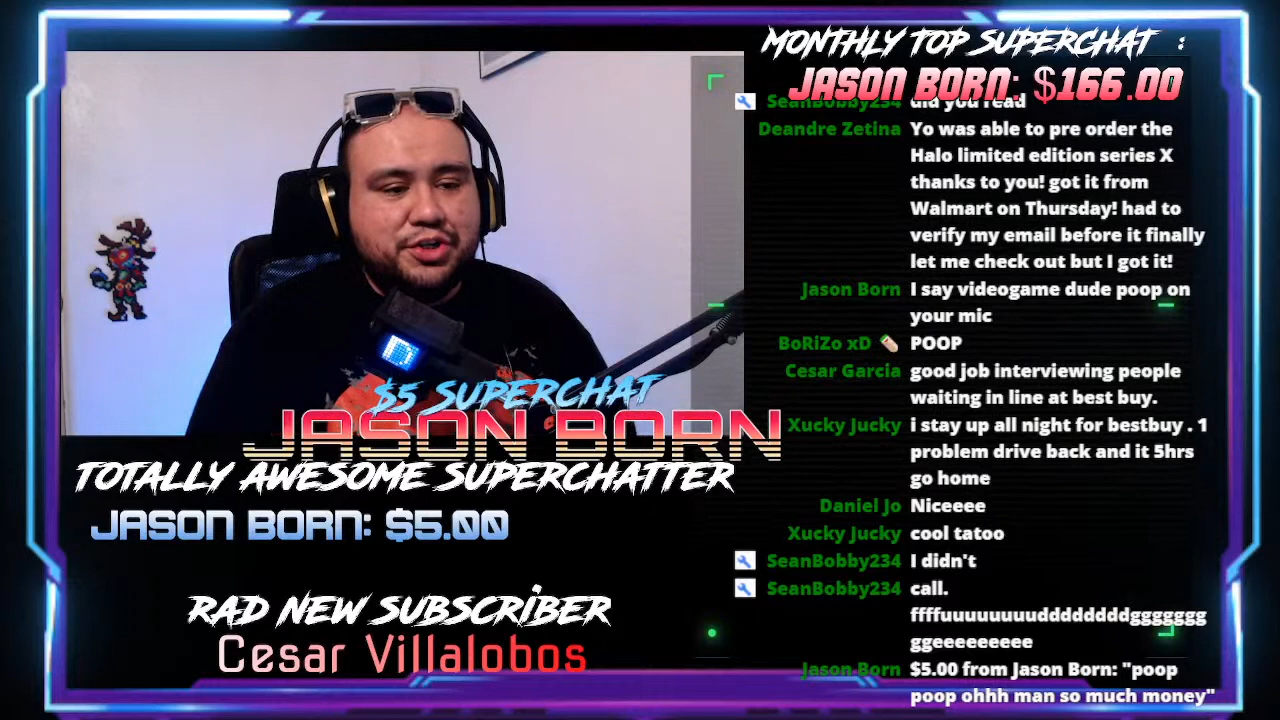 MONTHLY TOP SUPERCHAT :
JASON BORN: $166.00
SeanBobby234 did you read
Deandre Zetina Yo was able to pre order the
Halo limited edition series X
thanks to you! got it from
Walmart on Thursday! had to
verify my email before it finally
let me check out but I got it!
Jason Born I say videogame dude poop on
your mic
BoRiZo xD POOP
Cesar Garcia good job interviewing people
waiting in line at best buy.
Xucky Jucky i stay up all night for bestbuy . 1
problem drive back and it 5hrs
go home
Daniel Jo Niceeee
Xucky Jucky cool tatoo
SeanBobby234 I didn't
SeanBobby234 call.
ffffuuuuuuuuddddddddggggggg
ggeeeeeeeee
Jason Born $5.00 from Jason Born: "poop
poop ohhh man so much money"
$5 SUPERCHAT
JASON BORN
TOTALLY AWESOME SUPERCHATTER
JASON BORN: $5.00
RAD NEW SUBSCRIBER
Cesar Villalobos